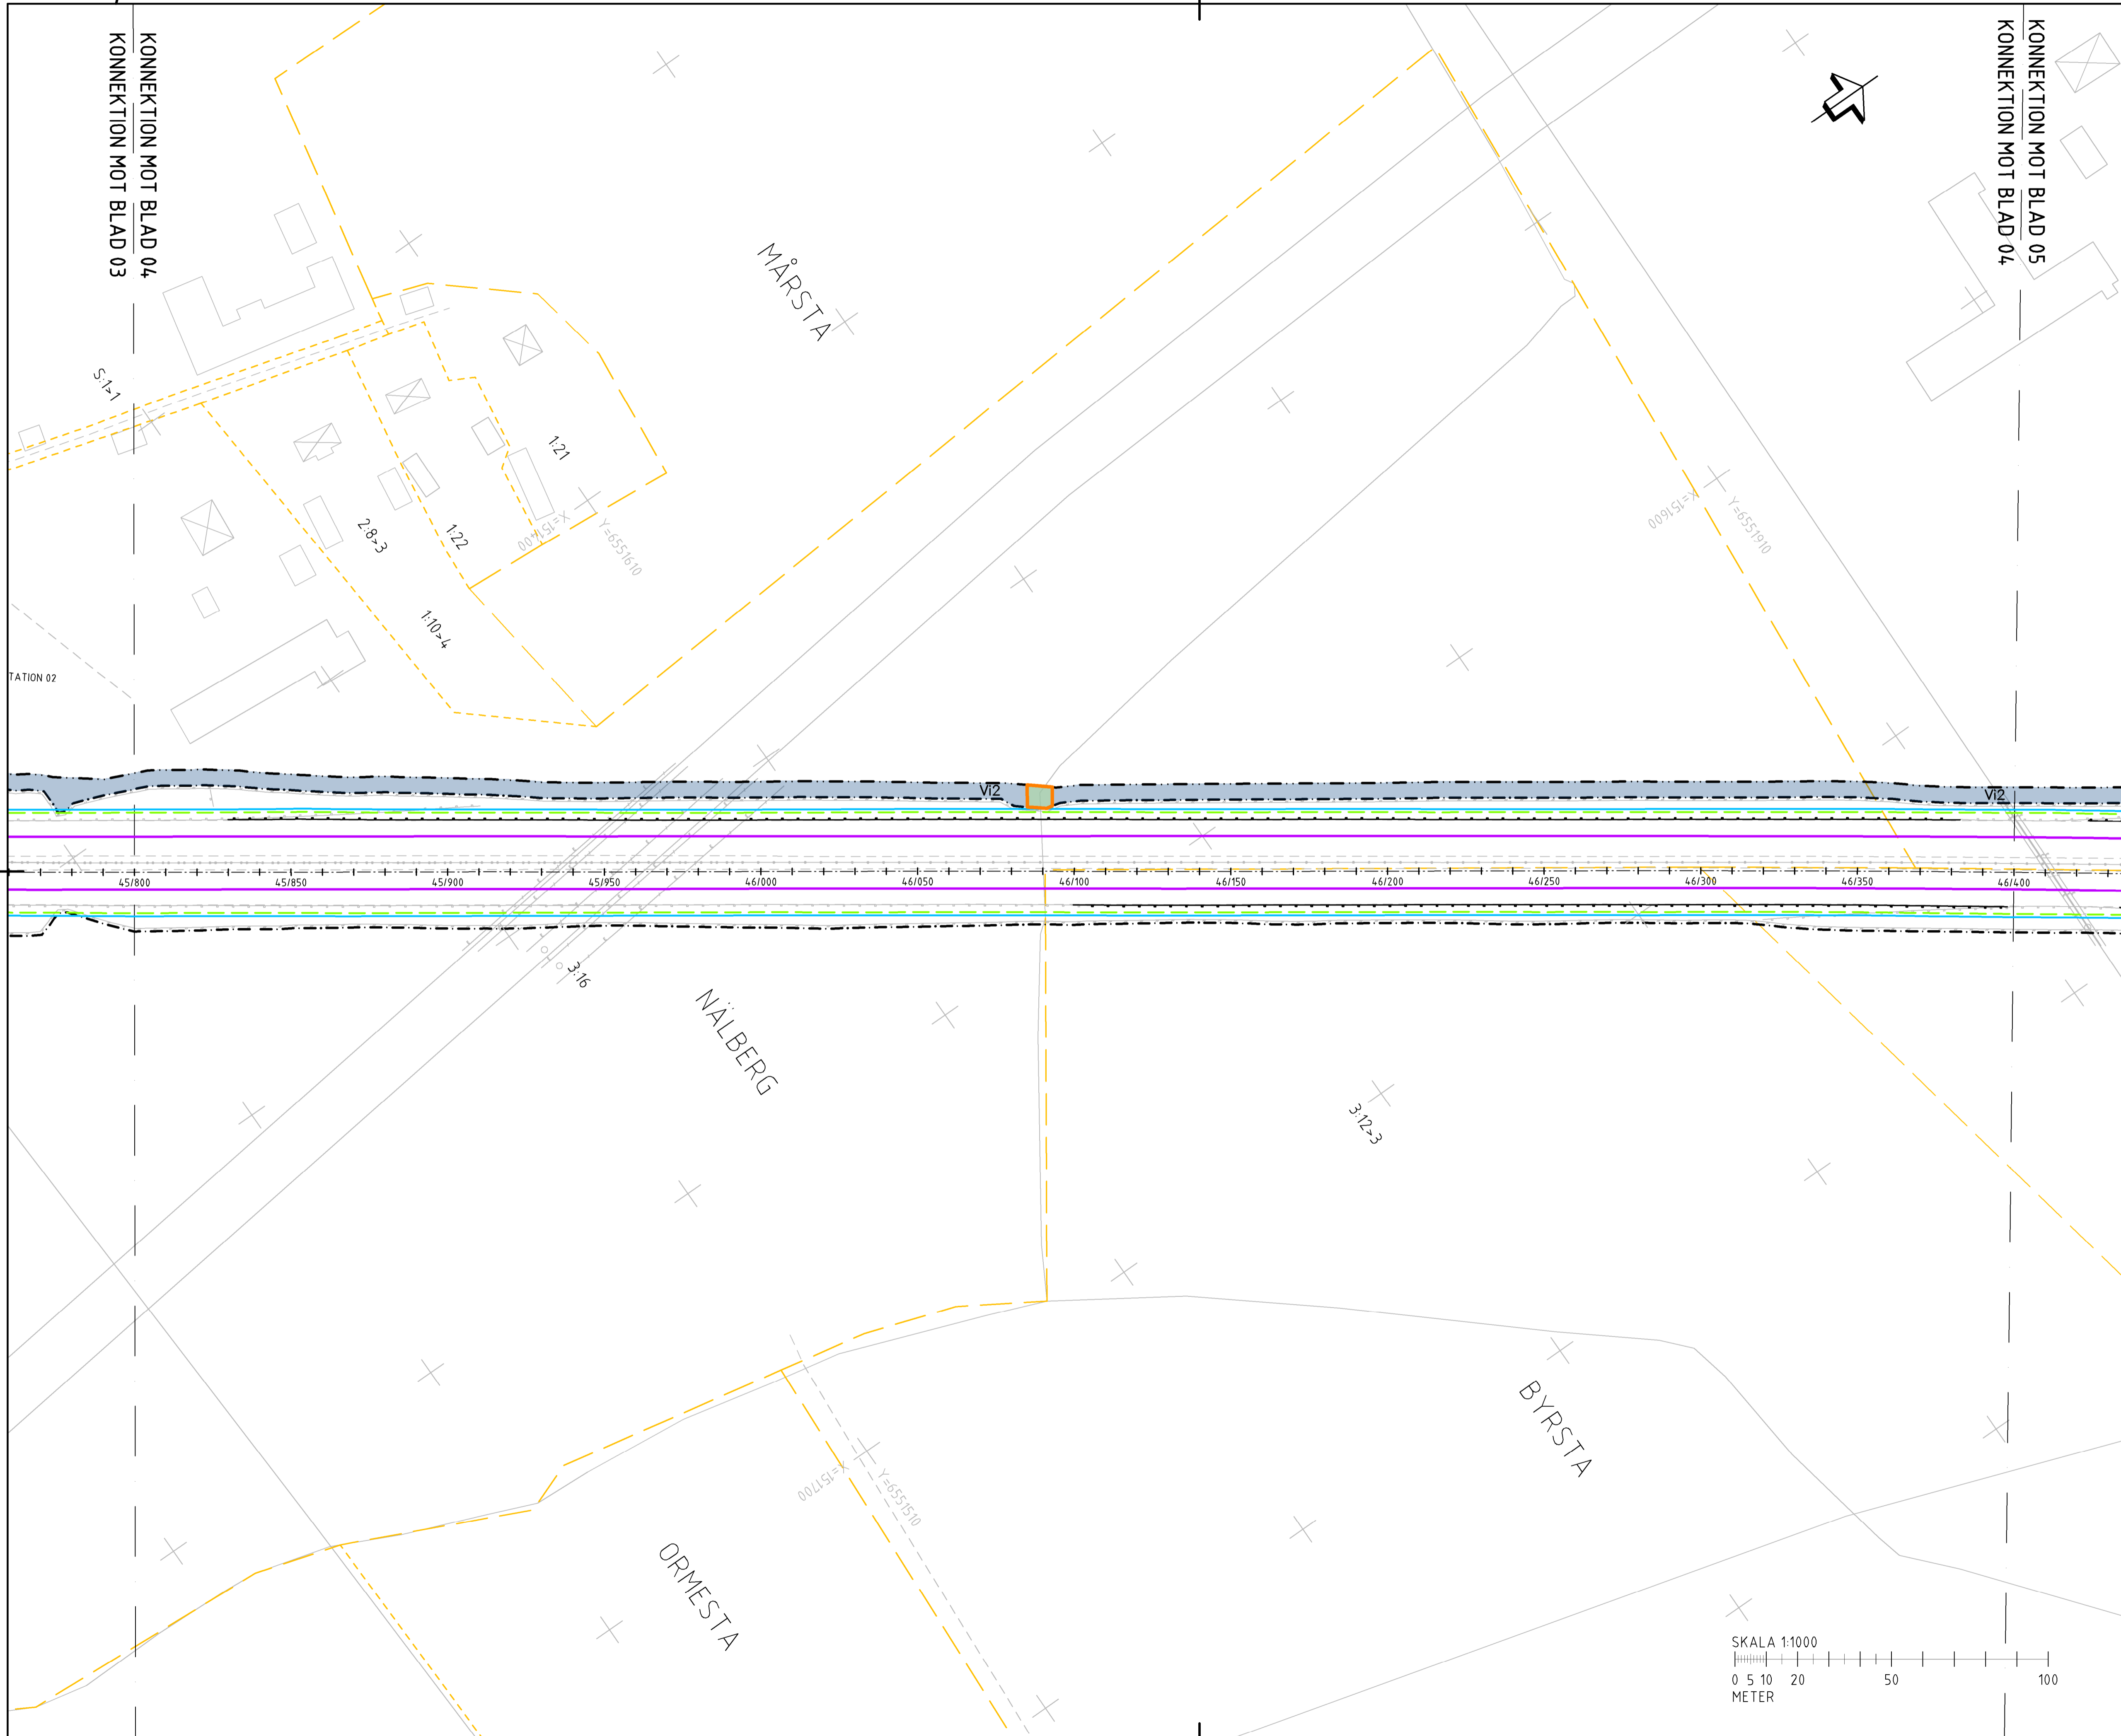 KONNEKTION MOT BLAD 04
KONNEKTION MOT BLAD 03
KONNEKTION MOT BLAD 05
KONNEKTION MOT BLAD 04
MÅRSTA
S:1>1
1:21
2:8>3
1:22
X=151400
Y=6551610
X=151600
Y=6551910
1:10>4
TATION 02
Vi2
Vi2
45/800
45/850
45/900
45/950
46/000
46/050
46/100
46/150
46/200
46/250
46/300
46/350
46/400
3:16
NÄLBERG
3:12>3
BYRSTA
X=151700
Y=6551510
ORMESTA
SKALA 1:1000
0 5 10 20 50 100
METER